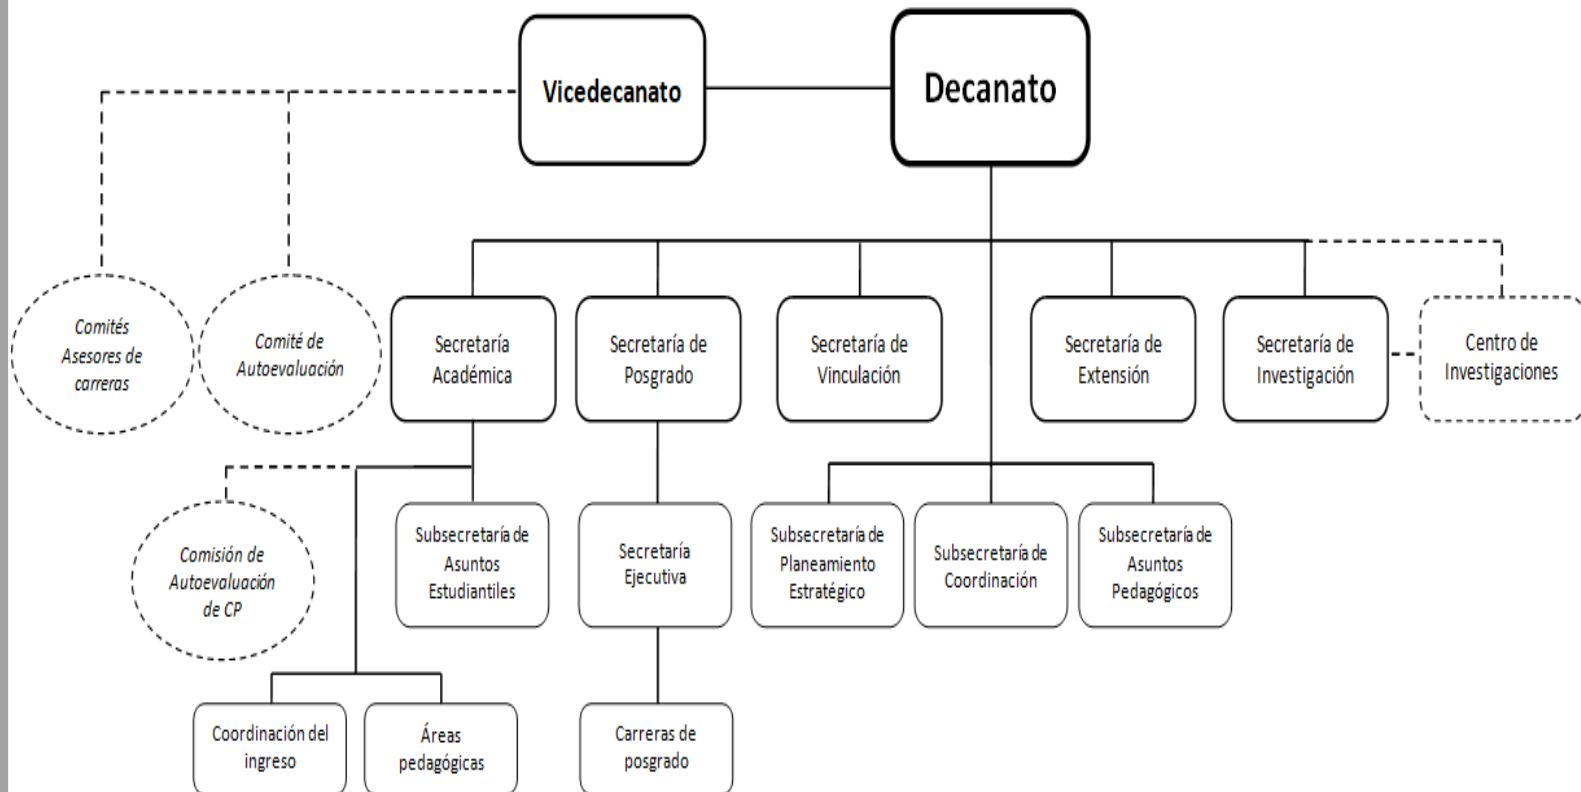 Vicedecanato
Decanato
Comités
Asesores de
carreras
Comité de
Autoevaluación
Secretaría
Académica
Secretaría de
Posgrado
Secretaría de
Vinculación
Secretaría de
Extensión
Secretaría de
Investigación
Centro de
Investigaciones
Comisión de
Autoevaluación
de CP
Subsecretaría de
Asuntos
Estudiantiles
Secretaría
Ejecutiva
Subsecretaría de
Planeamiento
Estratégico
Subsecretaría de
Coordinación
Subsecretaría de
Asuntos
Pedagógicos
Coordinación del
ingreso
Áreas
pedagógicas
Carreras de
posgrado